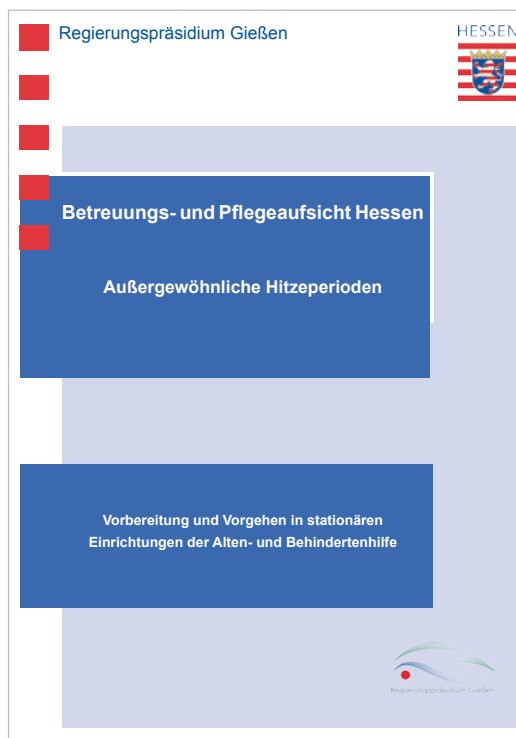 Regierungspräsidium Gießen
HESSEN
Betreuungs- und Pflegeaufsicht Hessen
Außergewöhnliche Hitzeperioden
Vorbereitung und Vorgehen in stationären
Einrichtungen der Alten- und Behindertenhilfe
Regierungspräsidium Gießen